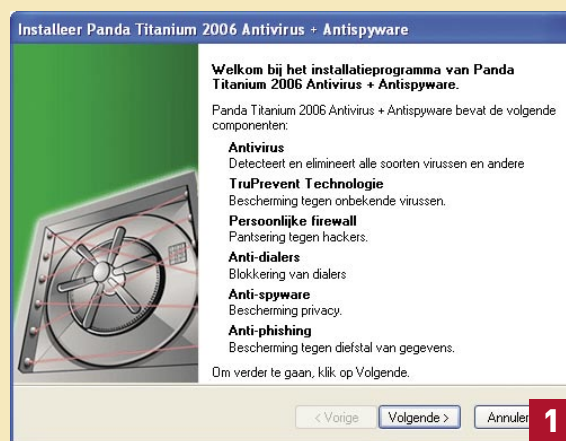 Installeer Panda Titanium 2006 Antivirus + Antispyware
Welkom bij het installatieprogramma van Panda
Titanium 2006 Antivirus + Antispyware.
Panda Titanium 2006 Antivirus + Antispyware bevat de volgende
componenten:
Antivirus
Detecteert en elimineert alle soorten virussen en andere
TruPrevent Technologie
Bescherming tegen onbekende virussen.
Persoonlijke firewall
Pantsering tegen hackers.
Anti-dialers
Blokkering van dialers
Anti-spyware
Bescherming privacy.
Anti-phishing
Bescherming tegen diefstal van gegevens.
Om verder te gaan, klik op Volgende.
< Vorige Volgende > Annuler 1